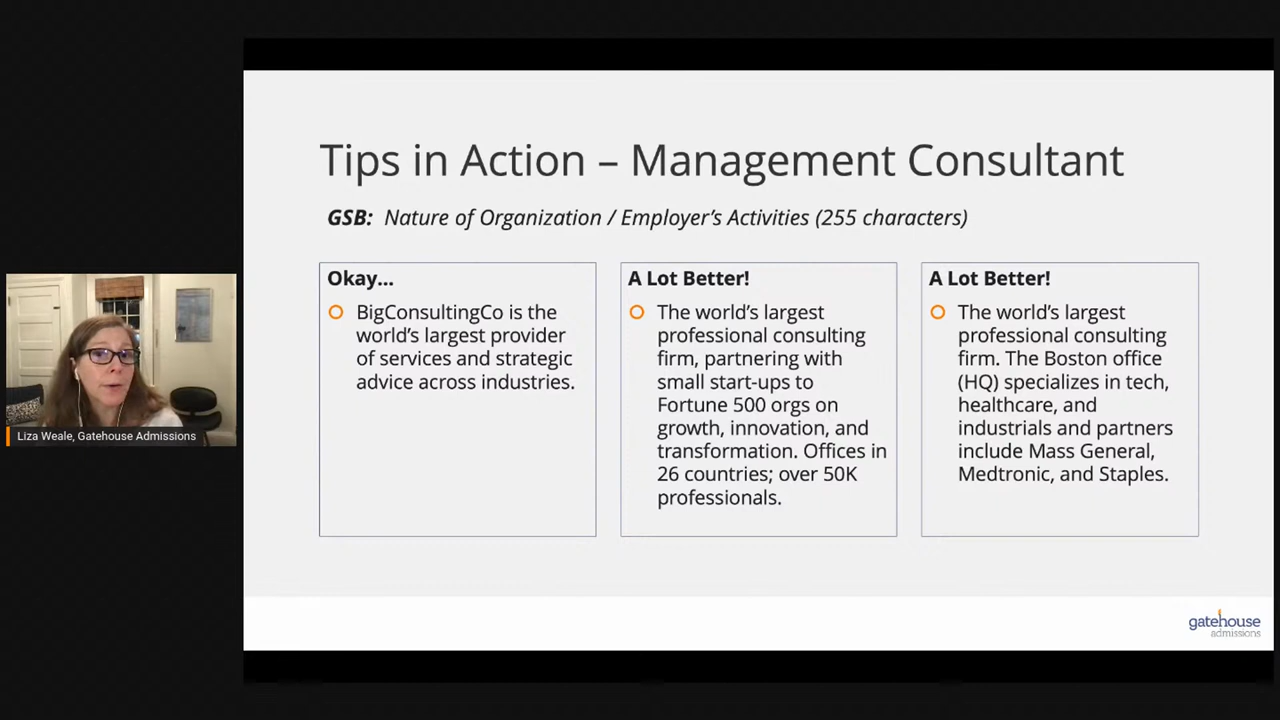 Tips in Action – Management Consultant
GSB: Nature of Organization / Employer’s Activities (255 characters)
Okay...
BigConsultingCo is the
world’s largest provider
of services and strategic
advice across industries.
A Lot Better!
The world’s largest
professional consulting
firm, partnering with
small start-ups to
Fortune 500 orgs on
growth, innovation, and
transformation. Offices in
26 countries; over 50K
professionals.
A Lot Better!
The world’s largest
professional consulting
firm. The Boston office
(HQ) specializes in tech,
healthcare, and
industrials and partners
include Mass General,
Medtronic, and Staples.
Liza Weale, Gatehouse Admissions
gatehouse
admissions